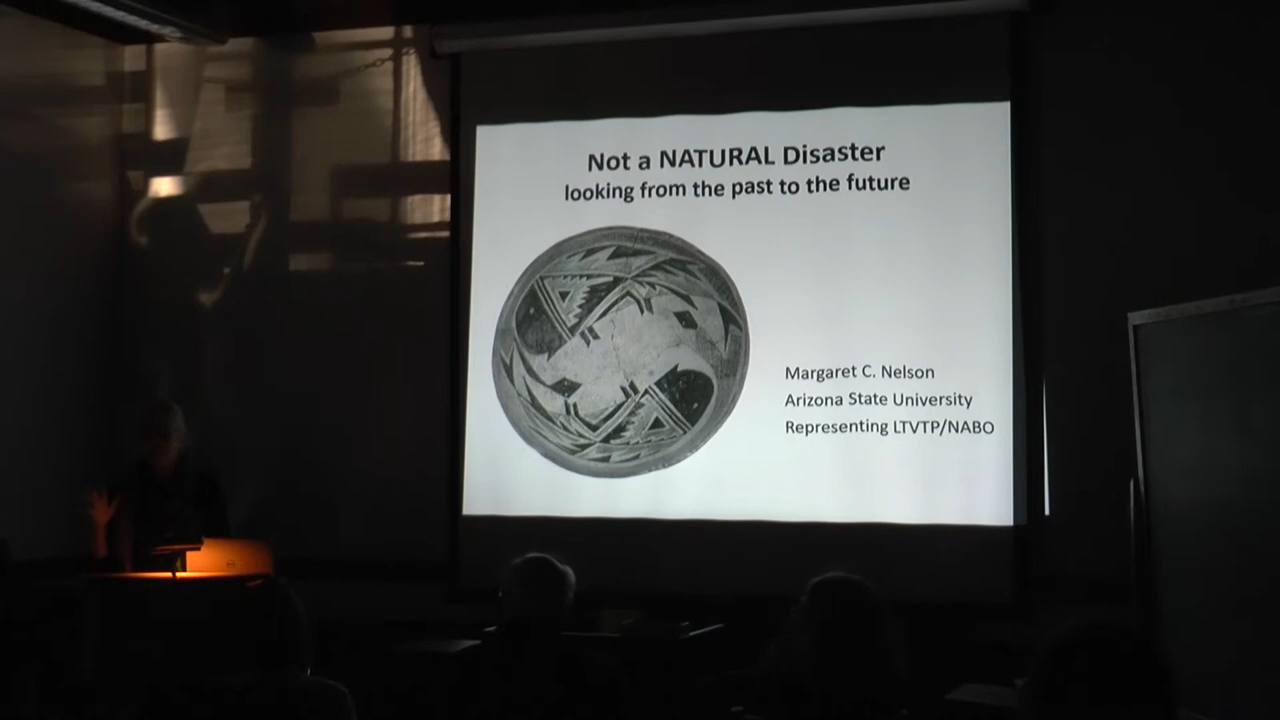 Not a NATURAL Disaster
looking from the past to the future
Margaret C. Nelson
Arizona State University
Representing LTVTP/NABO